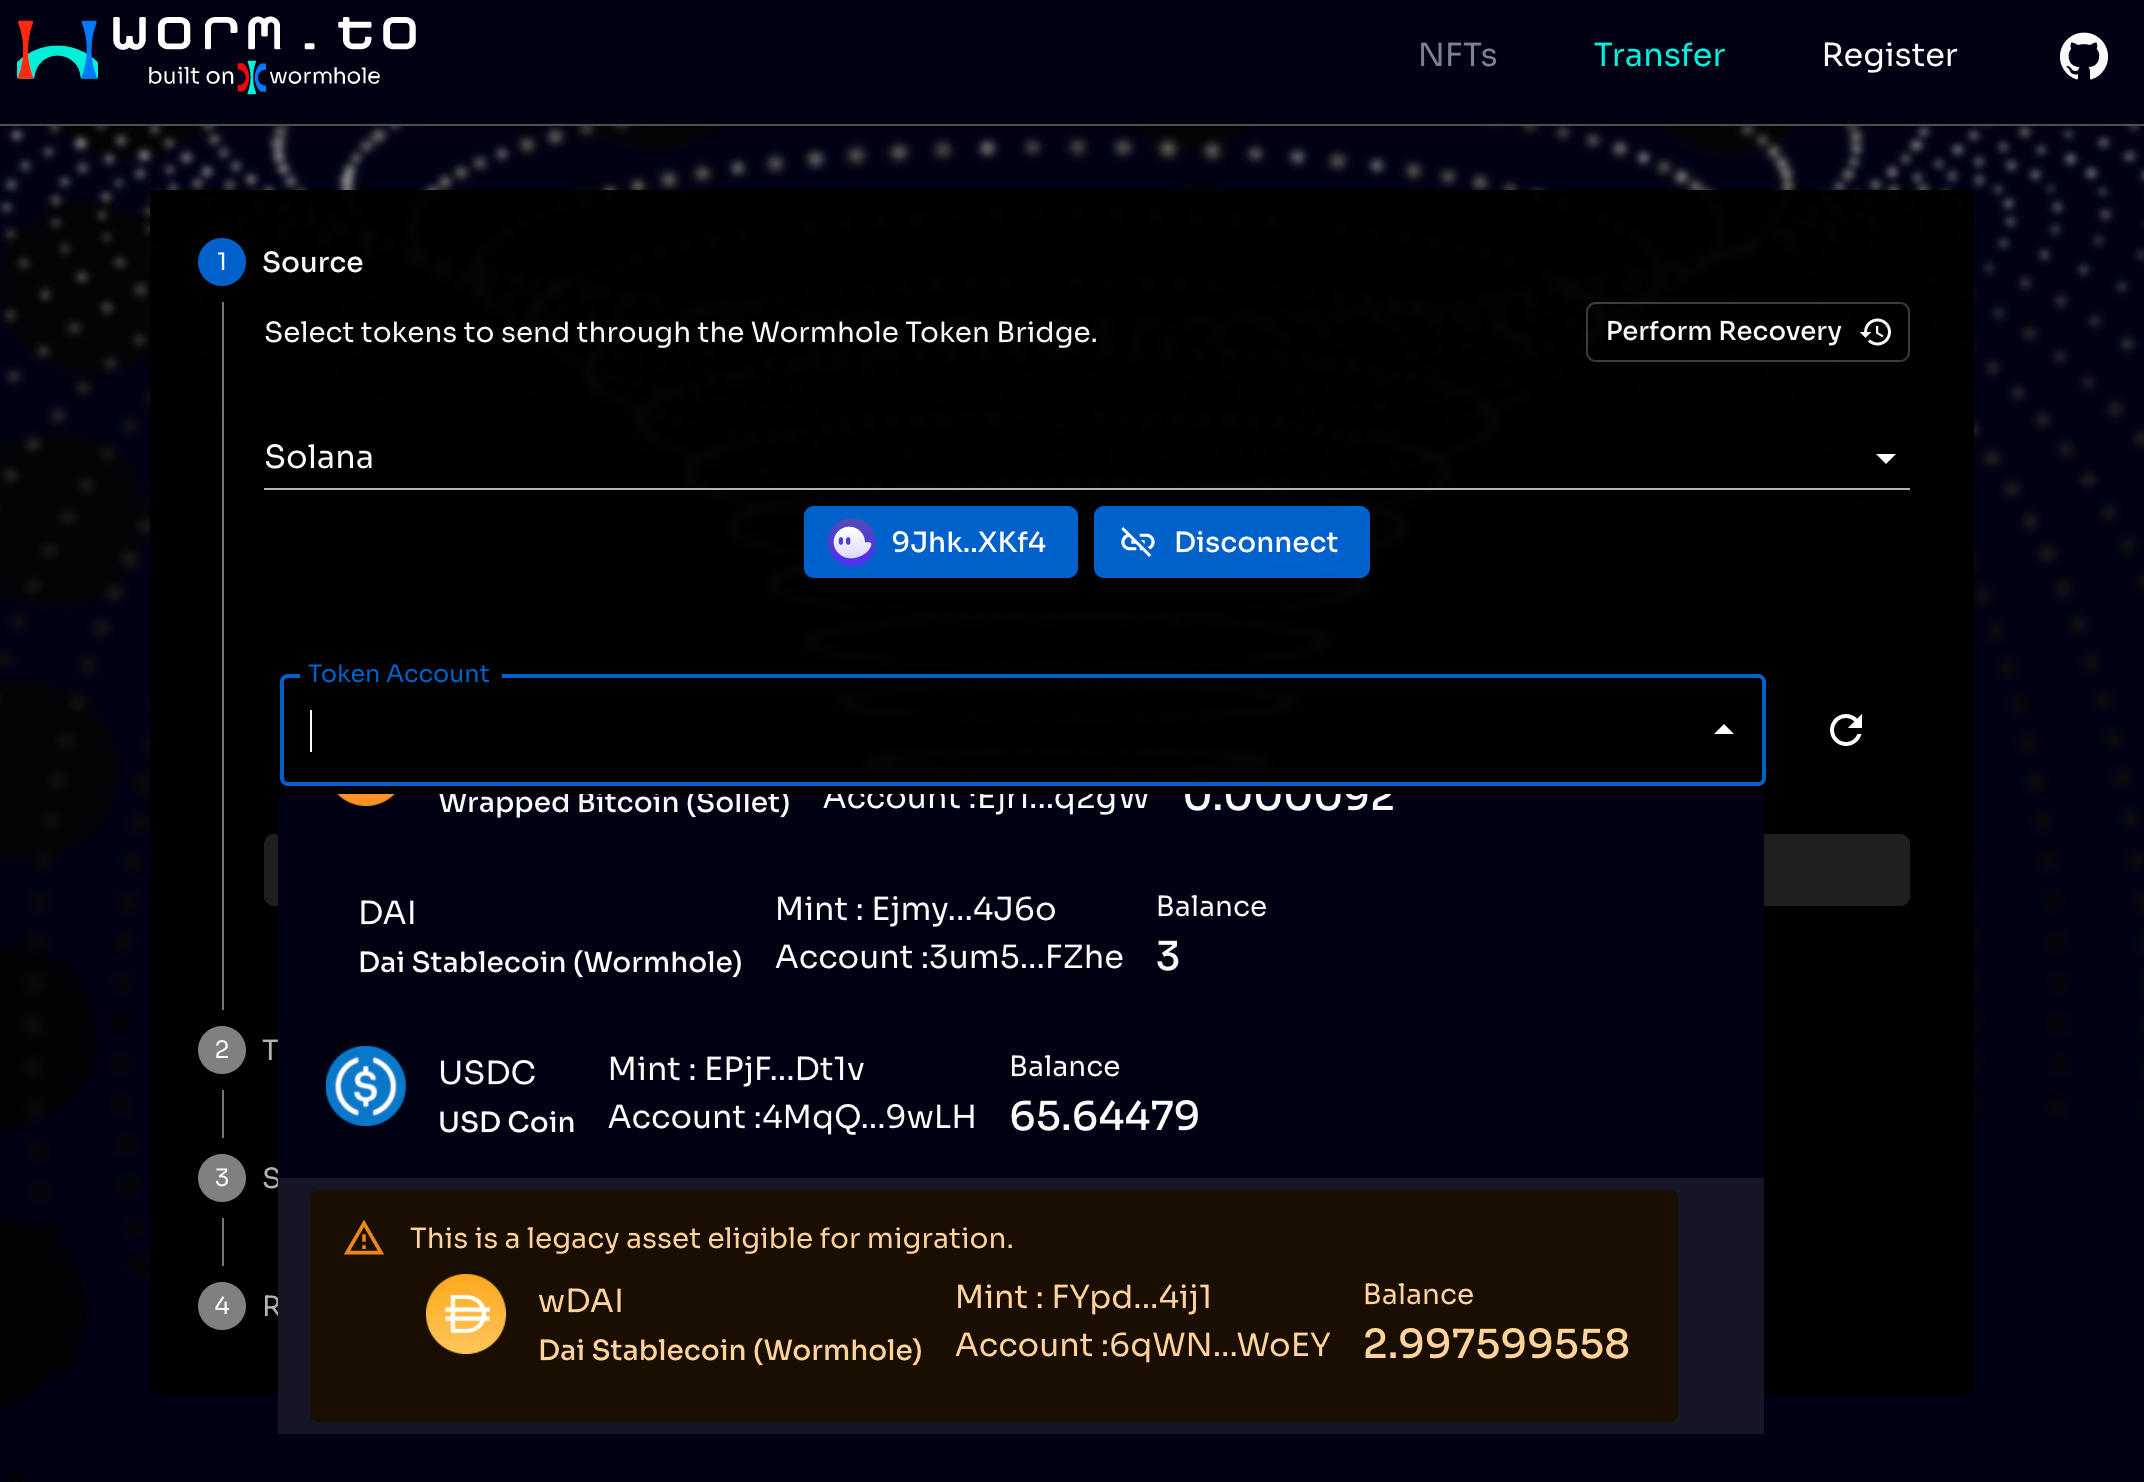 worm.to
built on wormhole
NFTs
Transfer
Register
1 Source
Select tokens to send through the Wormhole Token Bridge.
Perform Recovery
Solana
9Jhk..XKf4
Disconnect
Token Account
Wrapped Bitcoin (Sollet)
Account :EjrI...q2gW
0.000092
DAI
Dai Stablecoin (Wormhole)
Mint : Ejmy...4J6o
Account :3um5...FZhe
Balance
3
USDC
USD Coin
Mint : EPjF...Dt1v
Account :4MqQ...9wLH
Balance
65.64479
2 T
3 S
This is a legacy asset eligible for migration.
4 R
wDAI
Dai Stablecoin (Wormhole)
Mint : FYpd...4ij1
Account :6qWN...WoEY
Balance
2.997599558